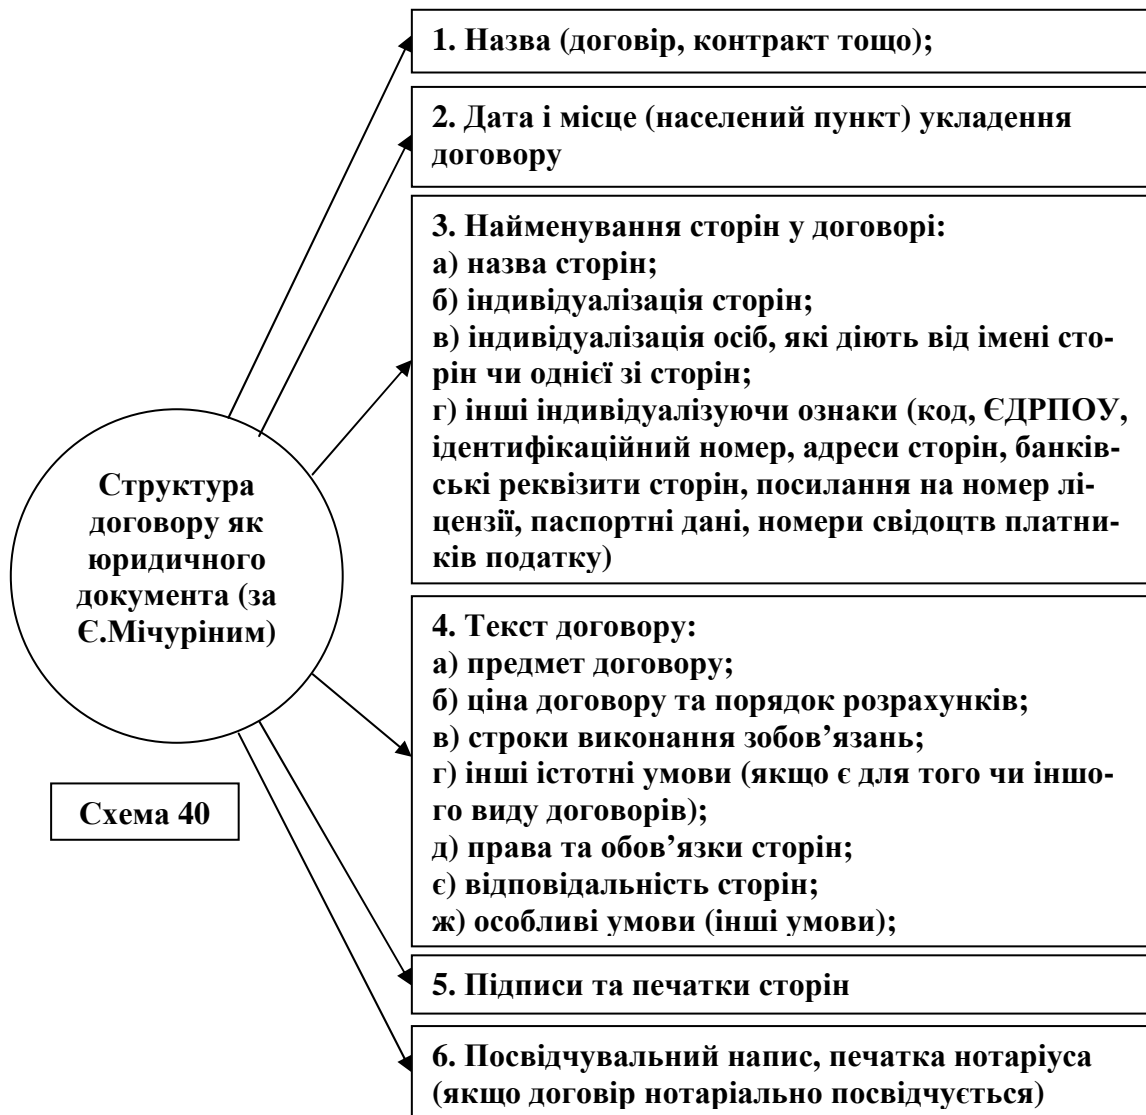 1. Назва (договір, контракт тощо);
2. Дата і місце (населений пункт) укладення
договору
3. Найменування сторін у договорі:
а) назва сторін;
б) індивідуалізація сторін;
в) індивідуалізація осіб, які діють від імені сто-
рін чи однієї зі сторін;
г) інші індивідуалізуючи ознаки (код, ЄДРПОУ,
ідентифікаційний номер, адреси сторін, банків-
ські реквізити сторін, посилання на номер лі-
цензії, паспортні дані, номери свідоцтв платни-
ків податку)
Структура
договору як
юридичного
документа (за
Є.Мічуріним)
4. Текст договору:
а) предмет договору;
б) ціна договору та порядок розрахунків;
в) строки виконання зобов’язань;
г) інші істотні умови (якщо є для того чи іншо-
го виду договорів);
д) права та обов’язки сторін;
є) відповідальність сторін;
ж) особливі умови (інші умови);
Схема 40
5. Підписи та печатки сторін
6. Посвідчувальний напис, печатка нотаріуса
(якщо договір нотаріально посвідчується)